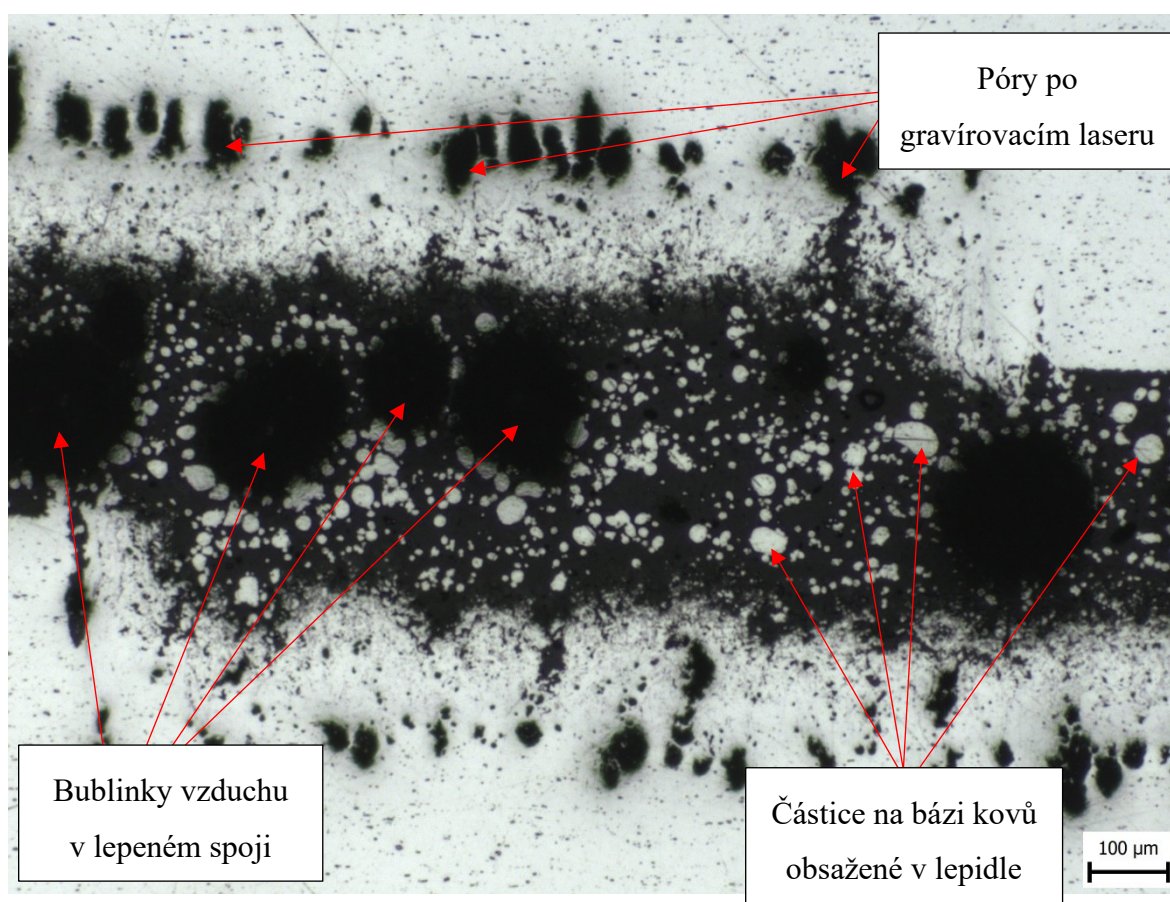 Póry po
gravírovacím laseru
Bublinky vzduchu
v lepeném spoji
Částice na bázi kovů
obsažené v lepidle
100 μm